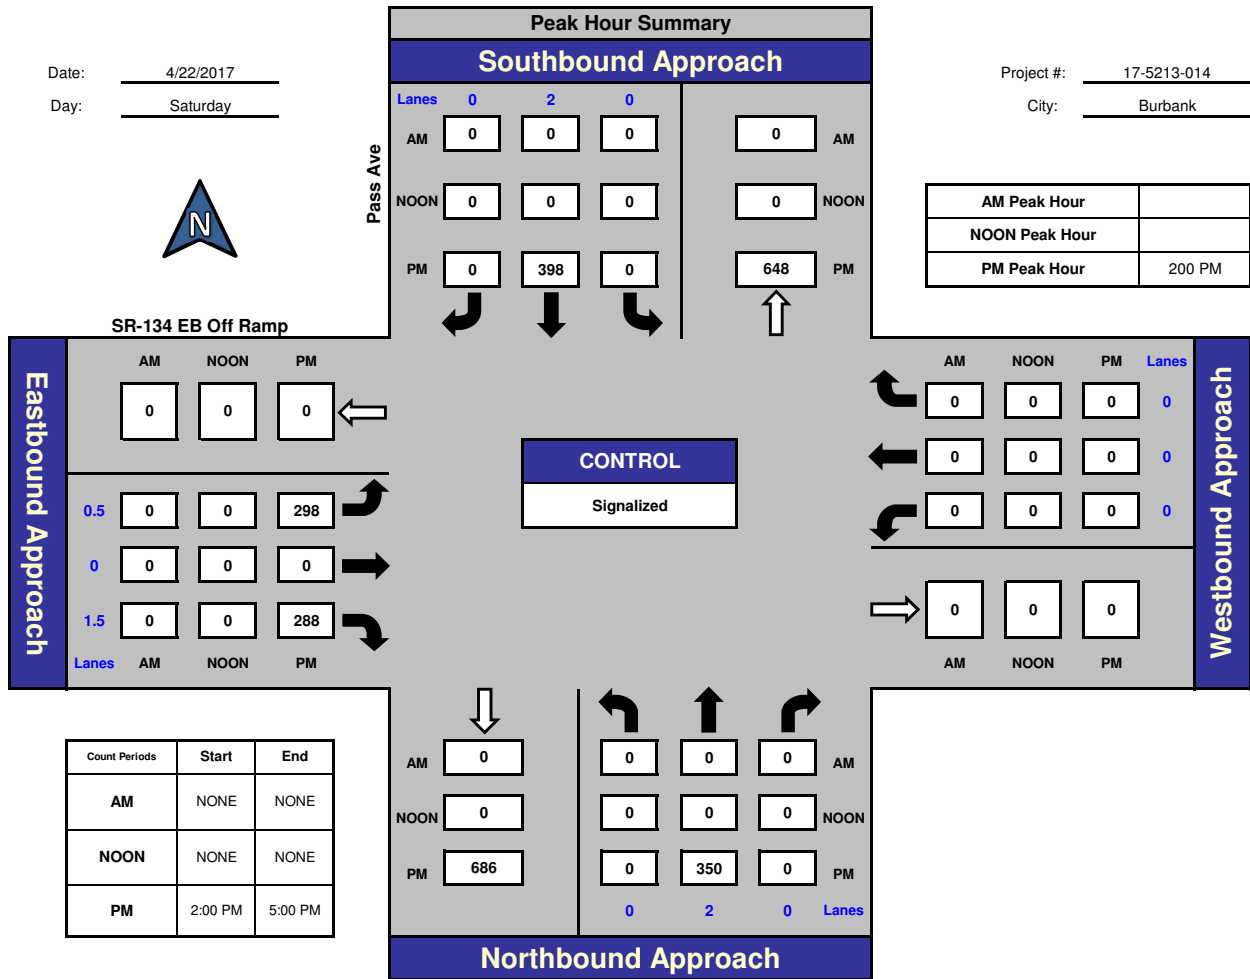 Peak Hour Summary
Southbound Approach
Date: 4/22/2017
Day: Saturday
Project #: 17-5213-014
City: Burbank
Lanes 0 2 0
AM 0 0 0 0 AM
Pass Ave
NOON 0 0 0 0 NOON
PM 0 398 0 648 PM
N
AM Peak Hour
NOON Peak Hour
PM Peak Hour 200 PM
SR-134 EB Off Ramp
Eastbound Approach
AM NOON PM
0 0 0
0.5 0 0 298
0 0 0 0
1.5 0 0 288
Lanes AM NOON PM
CONTROL
Signalized
AM NOON PM Lanes
0 0 0 0
0 0 0 0
0 0 0 0
0 0 0
AM NOON PM
Westbound Approach
Count Periods Start End
AM NONE NONE
NOON NONE NONE
PM 2:00 PM 5:00 PM
AM 0 0 0 0 AM
NOON 0 0 0 0 NOON
PM 686 0 350 0 PM
0 2 0 Lanes
Northbound Approach